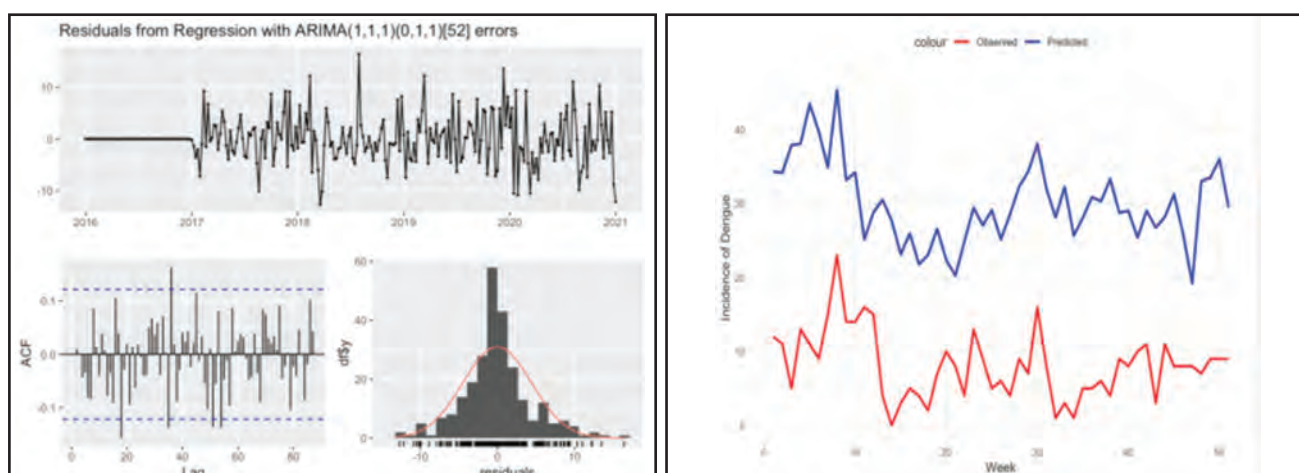 Residuals from Regression with ARIMA(1,1,1)(0,1,1)[52] errors
10
0
-10
2016 2017 2018 2019 2020 2021
ACF
0.1
0.0
-0.1
0 20 40 60 80
Lag
df$y
60
40
20
0
-10 0 10
residuals
colour Observed Predicted
Incidence of Dengue
40
30
20
10
0
0 10 20 30 40 50
Week